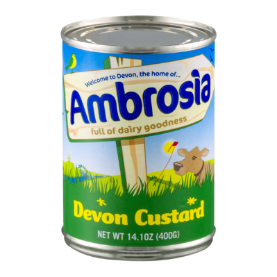 Welcome to Devon, the home of...
Ambrosia
full of dairy goodness
Devon Custard
NET WT 14.1OZ (400G)